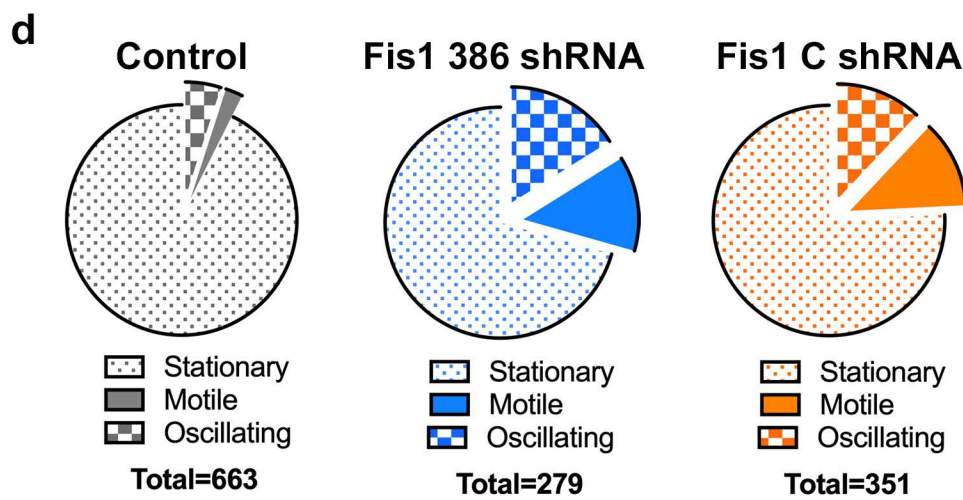 d
Control
Fis1 386 shRNA
Fis1 C shRNA
Stationary
Motile
Oscillating
Total=663
Stationary
Motile
Oscillating
Total=279
Stationary
Motile
Oscillating
Total=351